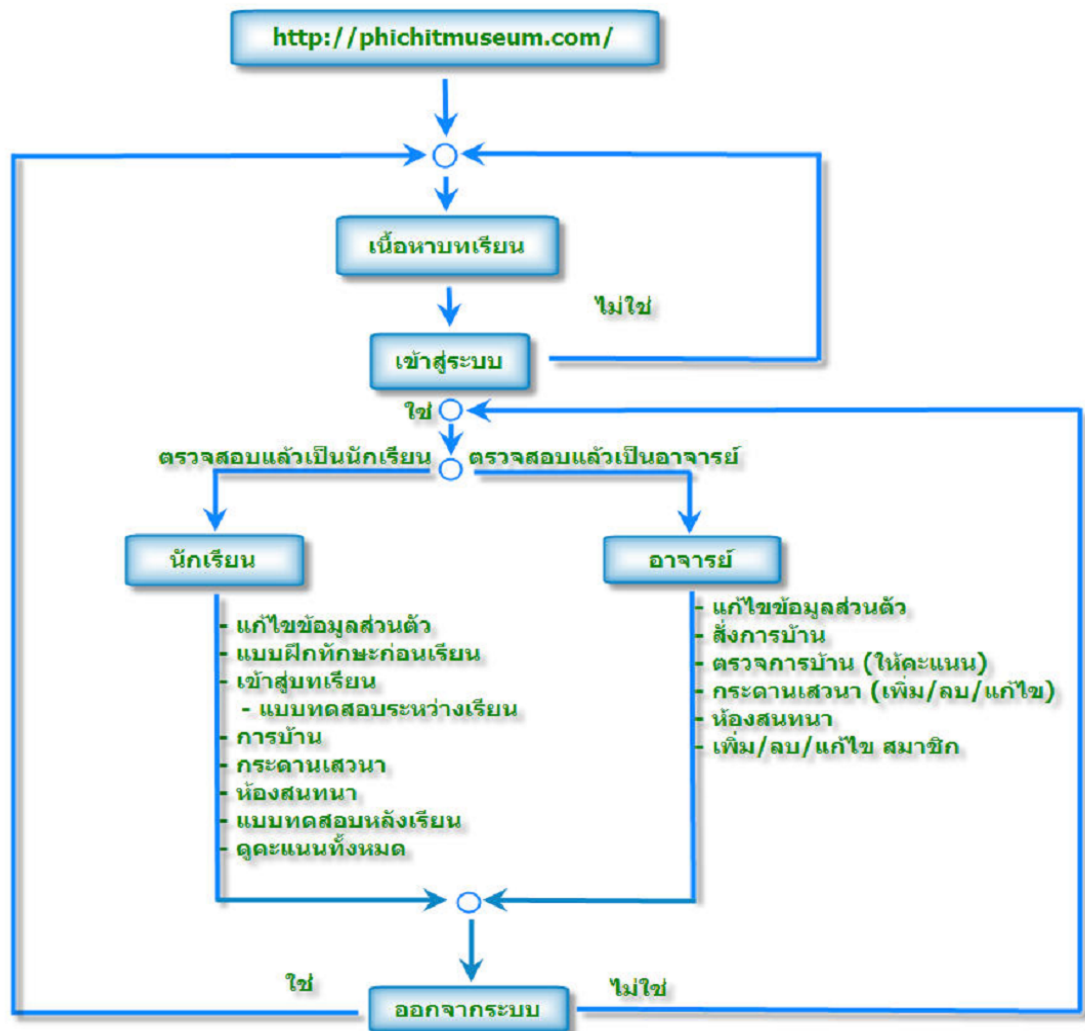 http://phichitmuseum.com/
เนื้อหาบทเรียน
ไม่ใช่
เข้าสู่ระบบ
ใช่
ตรวจสอบแล้วเป็นนักเรียน
ตรวจสอบแล้วเป็นอาจารย์
นักเรียน
- แก้ไขข้อมูลส่วนตัว
- แบบฝึกทักษะก่อนเรียน
- เข้าสู่บทเรียน
- แบบทดสอบระหว่างเรียน
- การบ้าน
- กระดานเสวนา
- ห้องสนทนา
- แบบทดสอบหลังเรียน
- ดูคะแนนทั้งหมด
อาจารย์
- แก้ไขข้อมูลส่วนตัว
- สั่งการบ้าน
- ตรวจการบ้าน (ให้คะแนน)
- กระดานเสวนา (เพิ่ม/ลบ/แก้ไข)
- ห้องสนทนา
- เพิ่ม/ลบ/แก้ไข สมาชิก
ใช่
ไม่ใช่
ออกจากระบบ